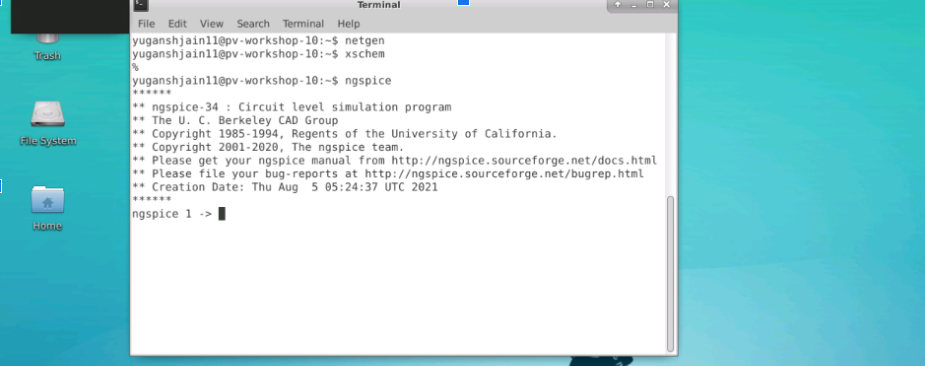 Terminal
File Edit View Search Terminal Help
yuganshjain11@pv-workshop-10:~$ netgen
yuganshjain11@pv-workshop-10:~$ xschem
%
yuganshjain11@pv-workshop-10:~$ ngspice
******
** ngspice-34 : Circuit level simulation program
** The U. C. Berkeley CAD Group
** Copyright 1985-1994, Regents of the University of California.
** Copyright 2001-2020, The ngspice team.
** Please get your ngspice manual from http://ngspice.sourceforge.net/docs.html
** Please file your bug-reports at http://ngspice.sourceforge.net/bugrep.html
** Creation Date: Thu Aug  5 05:24:37 UTC 2021
******
ngspice 1 ->
Trash
File System
Home